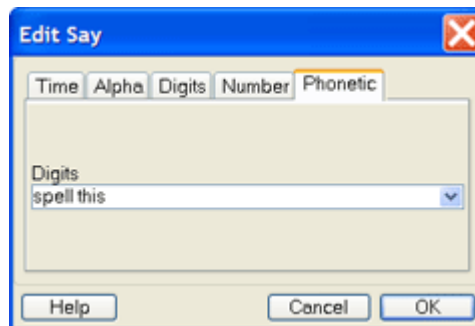 Edit Say
Time Alpha Digits Number Phonetic
Digits
spell this
Help Cancel OK